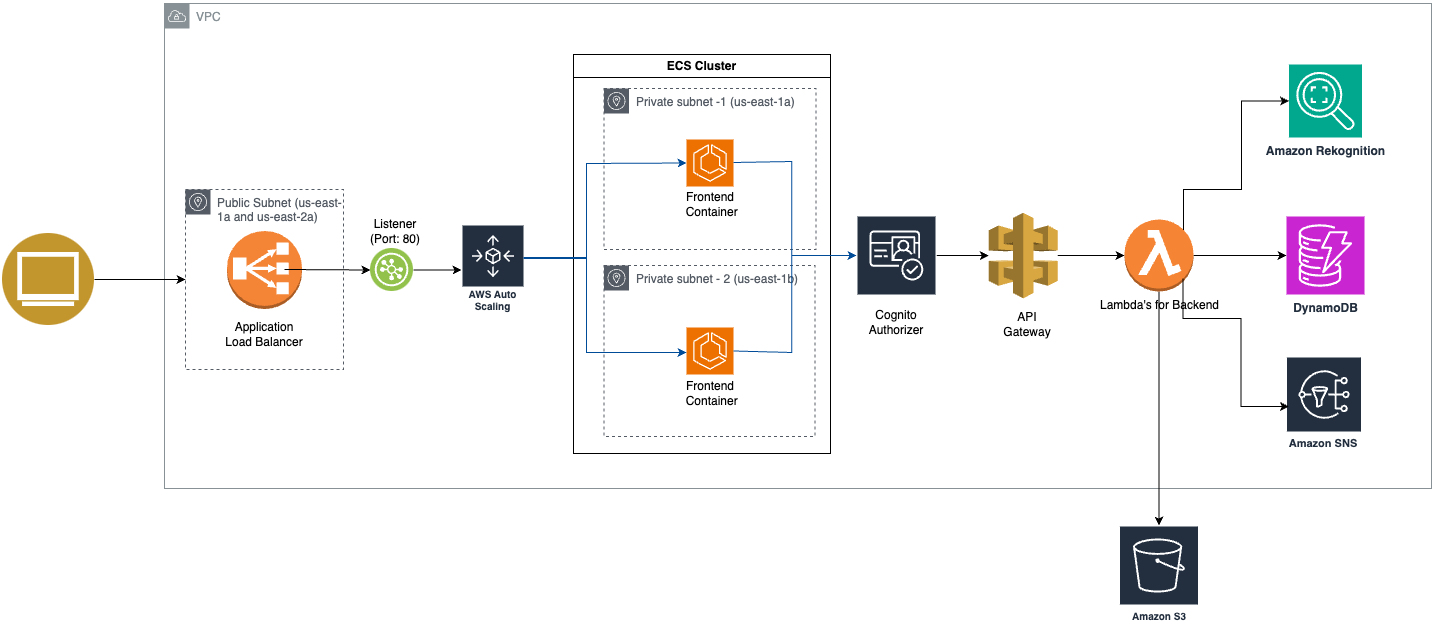 VPC
ECS Cluster
Private subnet -1 (us-east-1a)
Frontend
Container
Private subnet - 2 (us-east-1b)
Frontend
Container
Public Subnet (us-east-
1a and us-east-2a)
Application
Load Balancer
Listener
(Port: 80)
AWS Auto
Scaling
Cognito
Authorizer
API
Gateway
Lambda's for Backend
Amazon Rekognition
DynamoDB
Amazon SNS
Amazon S3